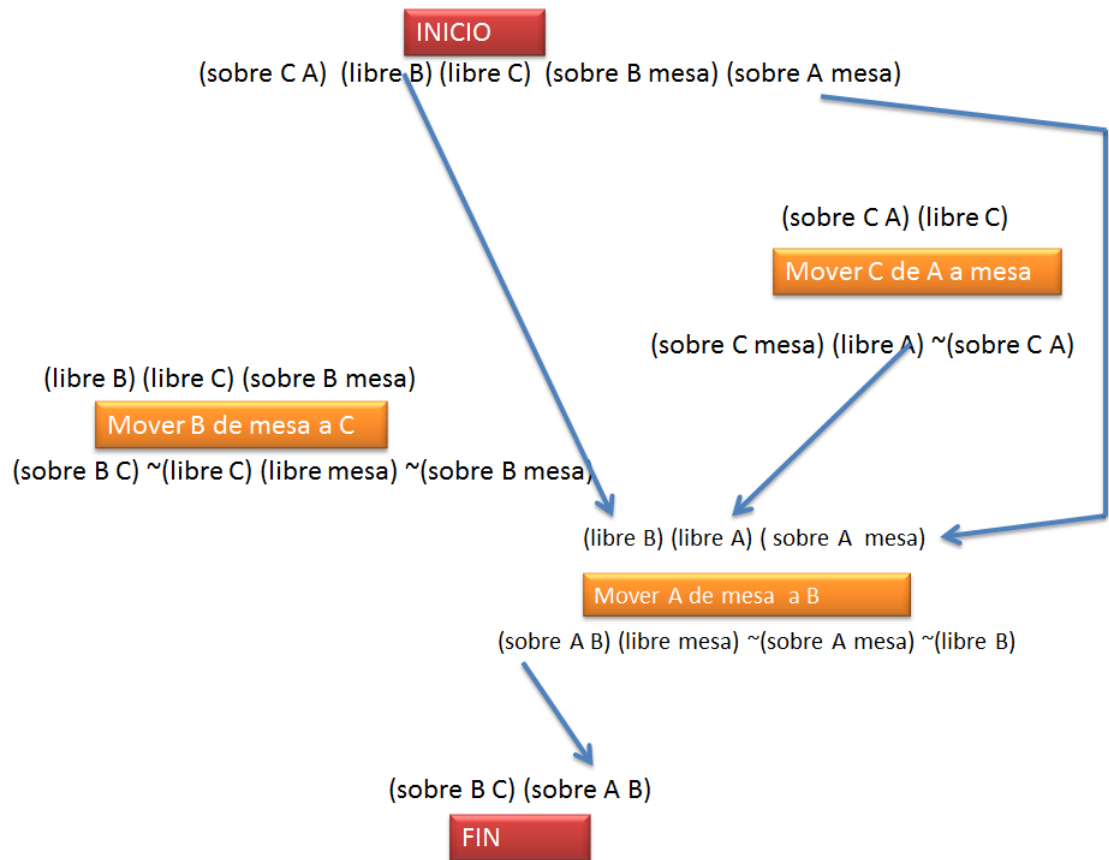 INICIO
(sobre C A) (libre B) (libre C) (sobre B mesa) (sobre A mesa)
(sobre C A) (libre C)
Mover C de A a mesa
(sobre C mesa) (libre A) ~(sobre C A)
(libre B) (libre C) (sobre B mesa)
Mover B de mesa a C
(sobre B C) ~(libre C) (libre mesa) ~(sobre B mesa)
(libre B) (libre A) ( sobre A mesa)
Mover A de mesa a B
(sobre A B) (libre mesa) ~(sobre A mesa) ~(libre B)
(sobre B C) (sobre A B)
FIN